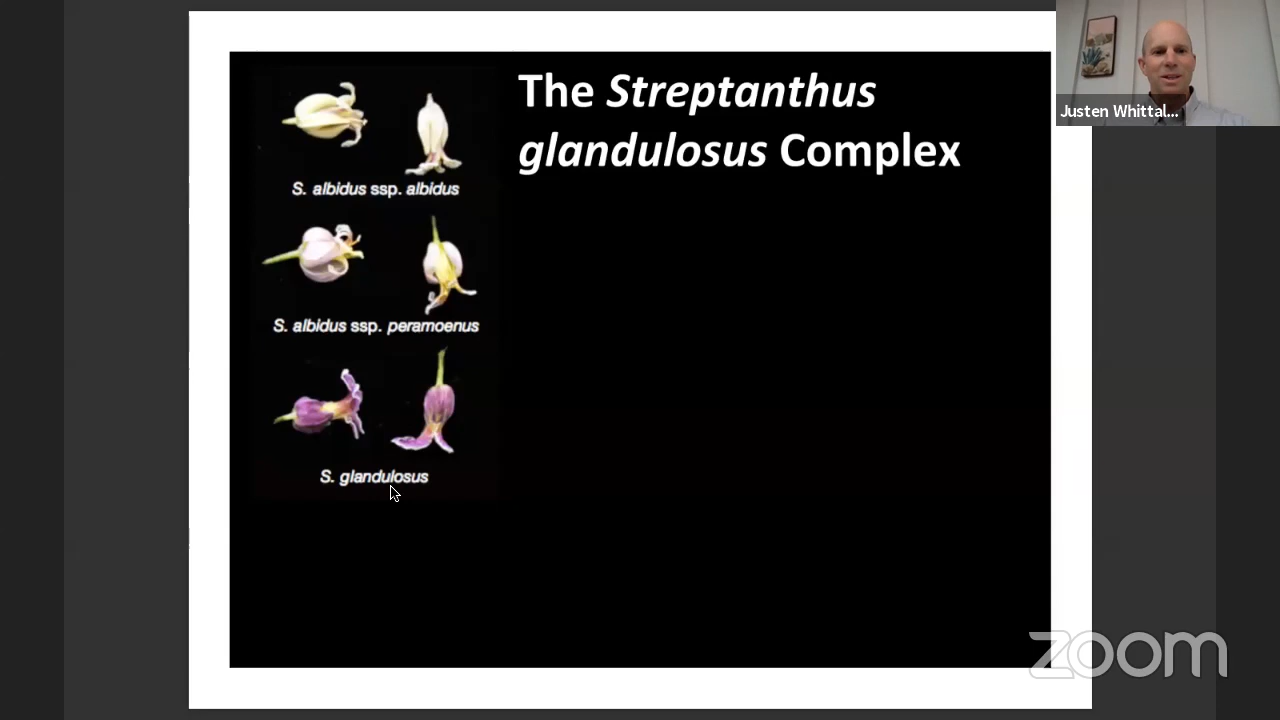 The Streptanthus
glandulosus Complex
S. albidus ssp. albidus
S. albidus ssp. peramoenus
S. glandulosus
Justen Whittal...
zoom